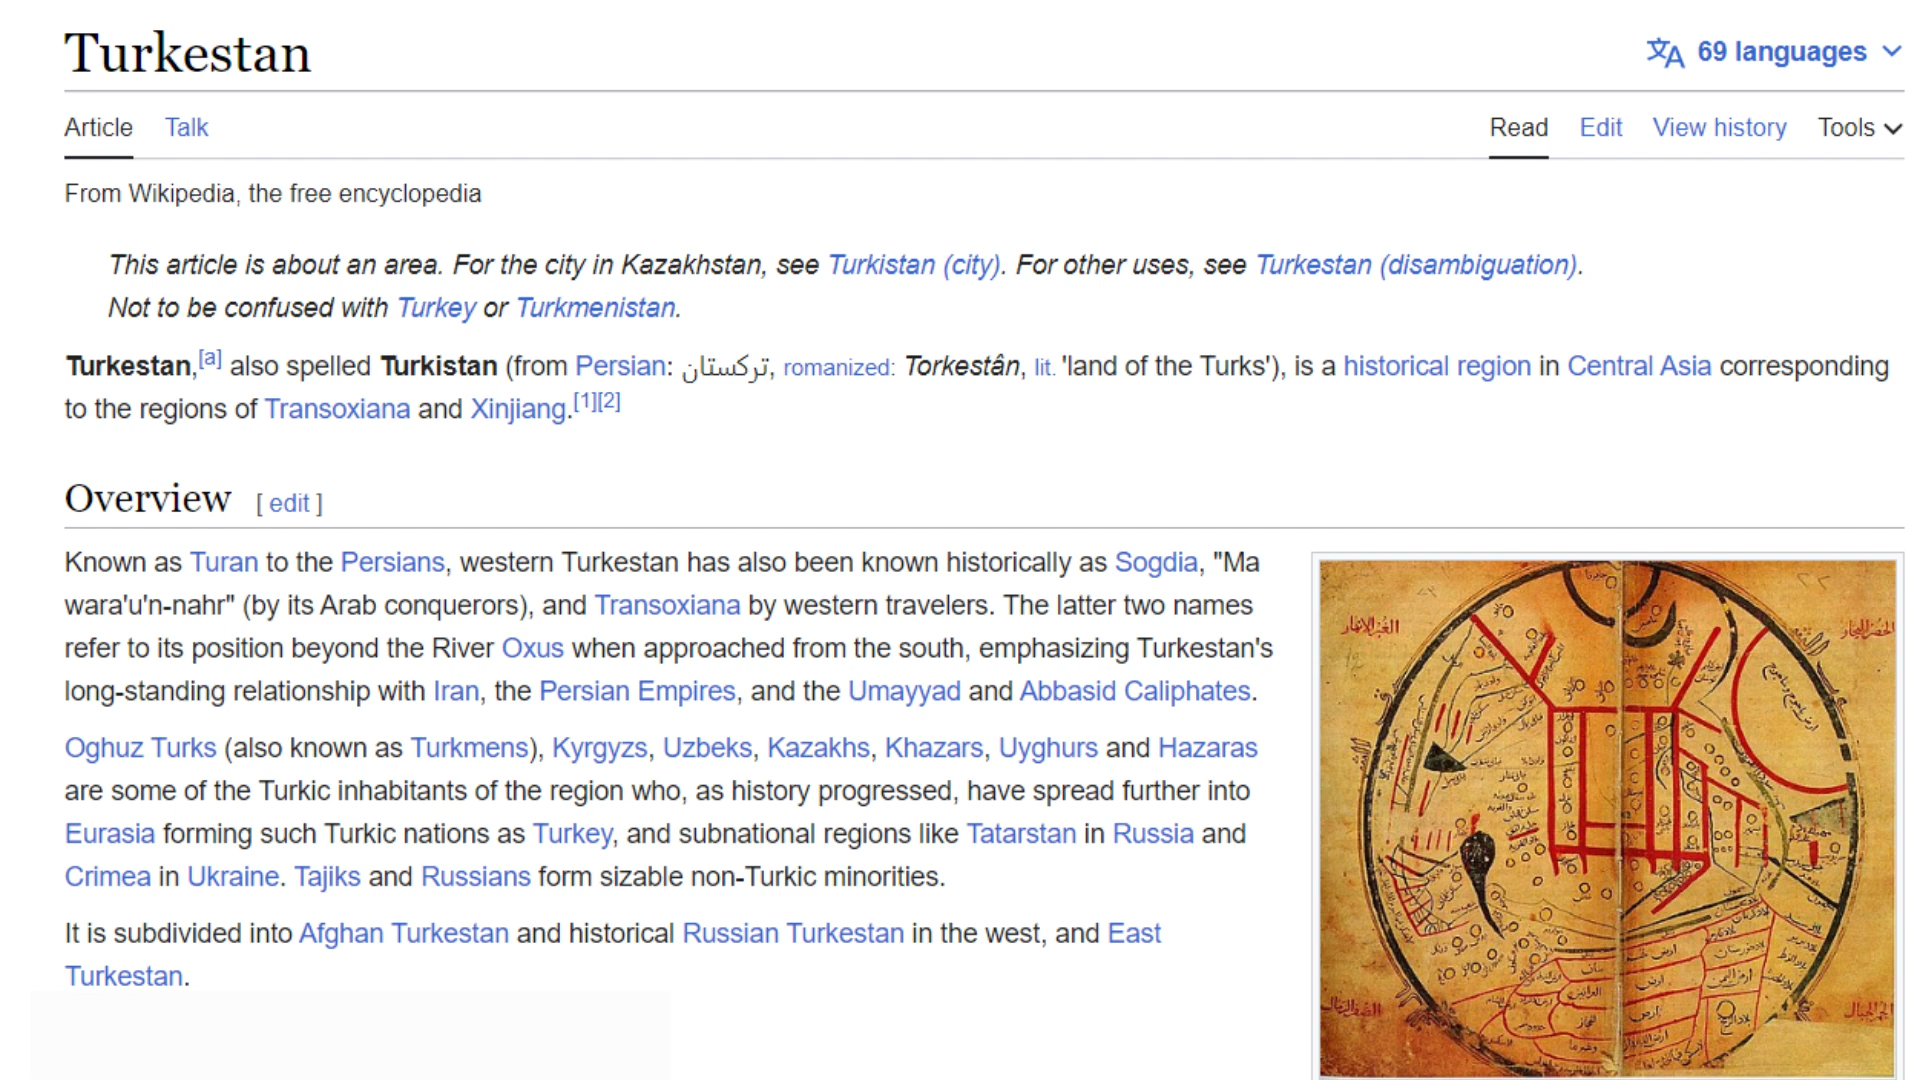 Turkestan
69 languages
Article Talk Read Edit View history Tools
From Wikipedia, the free encyclopedia
This article is about an area. For the city in Kazakhstan, see Turkistan (city). For other uses, see Turkestan (disambiguation).
Not to be confused with Turkey or Turkmenistan.
Turkestan,[a] also spelled Turkistan (from Persian: ترکستان, romanized: Torkestân, lit. 'land of the Turks'), is a historical region in Central Asia corresponding
to the regions of Transoxiana and Xinjiang.[1][2]
Overview [ edit ]
Known as Turan to the Persians, western Turkestan has also been known historically as Sogdia, "Ma
wara'u'n-nahr" (by its Arab conquerors), and Transoxiana by western travelers. The latter two names
refer to its position beyond the River Oxus when approached from the south, emphasizing Turkestan's
long-standing relationship with Iran, the Persian Empires, and the Umayyad and Abbasid Caliphates.
Oghuz Turks (also known as Turkmens), Kyrgyzs, Uzbeks, Kazakhs, Khazars, Uyghurs and Hazaras
are some of the Turkic inhabitants of the region who, as history progressed, have spread further into
Eurasia forming such Turkic nations as Turkey, and subnational regions like Tatarstan in Russia and
Crimea in Ukraine. Tajiks and Russians form sizable non-Turkic minorities.
It is subdivided into Afghan Turkestan and historical Russian Turkestan in the west, and East
Turkestan.